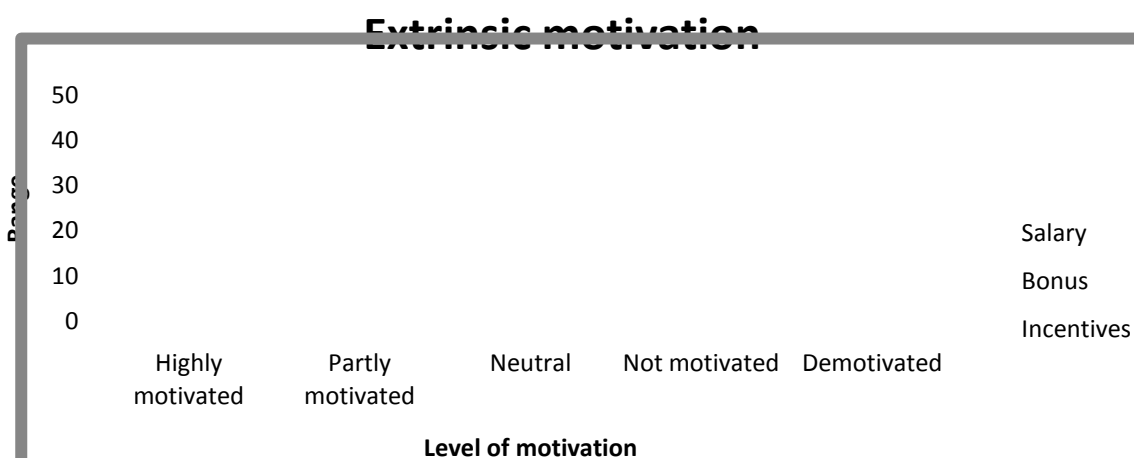 Extrinsic motivation
50
40
30
20
10
0
Range
Highly
motivated
Partly
motivated
Neutral
Not motivated
Demotivated
Level of motivation
Salary
Bonus
Incentives